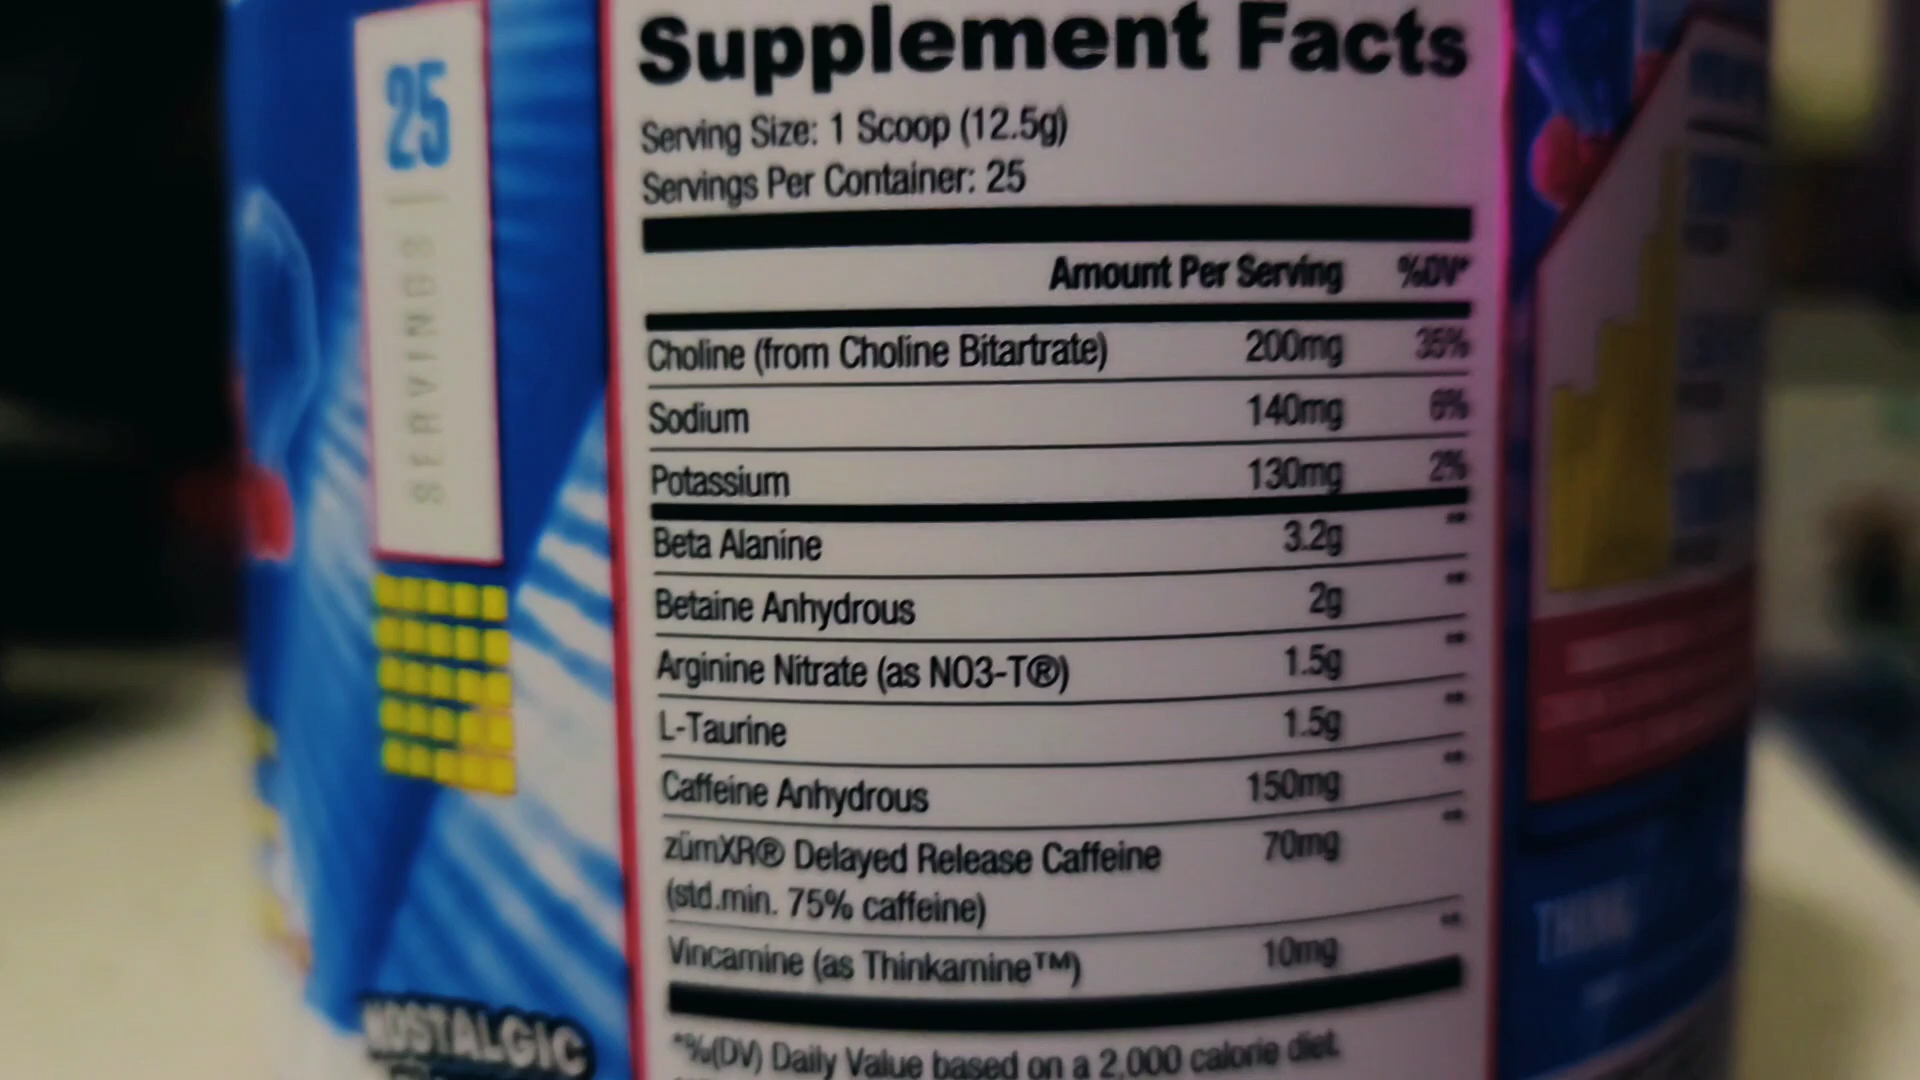 25
SERVINGS
Supplement Facts
Serving Size: 1 Scoop (12.5g)
Servings Per Container: 25
Amount Per Serving %DV*
Choline (from Choline Bitartrate) 200mg 35%
Sodium 140mg 6%
Potassium 130mg 2%
Beta Alanine 3.2g **
Betaine Anhydrous 2g **
Arginine Nitrate (as NO3-T®) 1.5g **
L-Taurine 1.5g **
Caffeine Anhydrous 150mg **
zümXR® Delayed Release Caffeine 70mg **
(std.min. 75% caffeine)
Vincamine (as Thinkamine™) 10mg **
*%(DV) Daily Value based on a 2,000 calorie diet.
NOSTALGIC